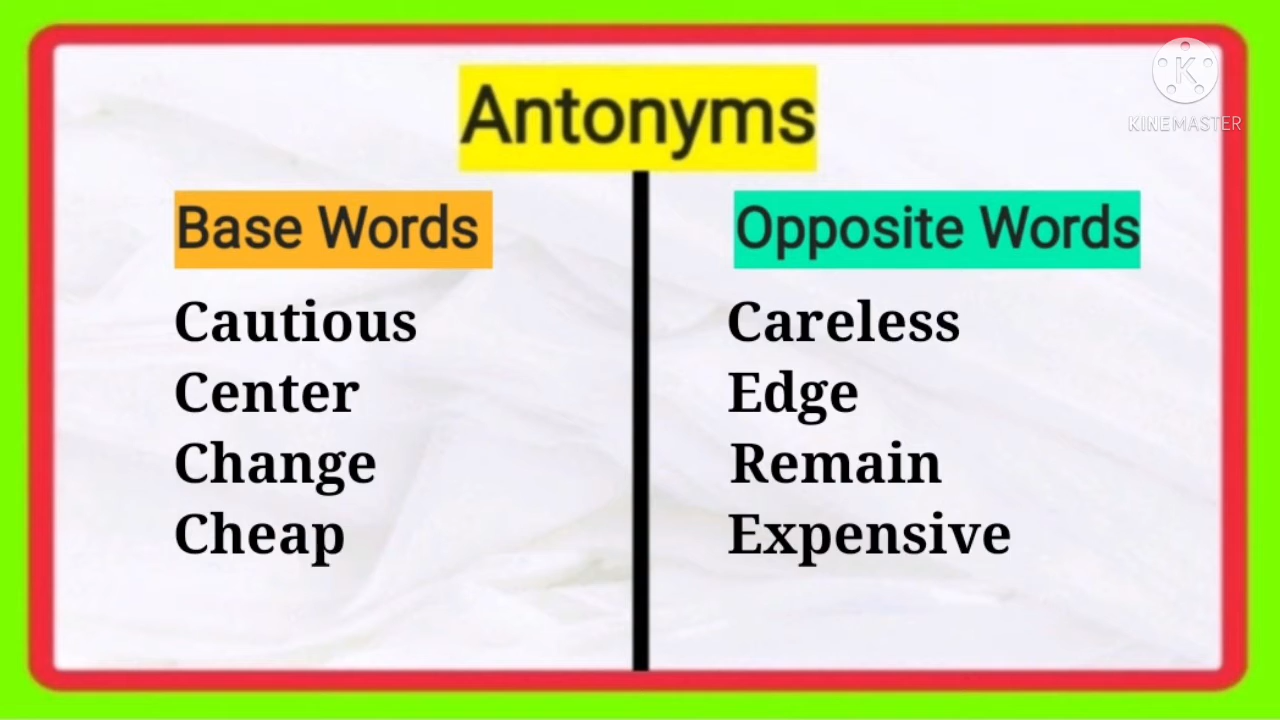 Antonyms
K
KINEMASTER
Base Words
Opposite Words
Cautious
Careless
Center
Edge
Change
Remain
Cheap
Expensive